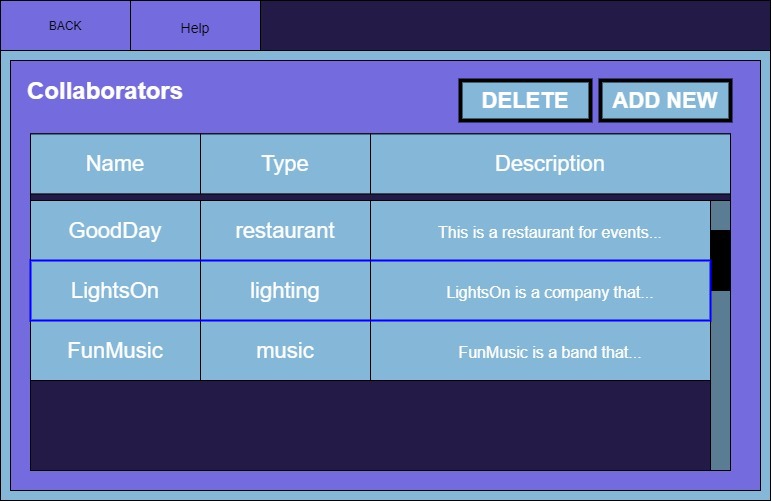 BACK
Help
Collaborators
DELETE
ADD NEW
Name Type Description
GoodDay restaurant This is a restaurant for events...
LightsOn lighting LightsOn is a company that...
FunMusic music FunMusic is a band that...